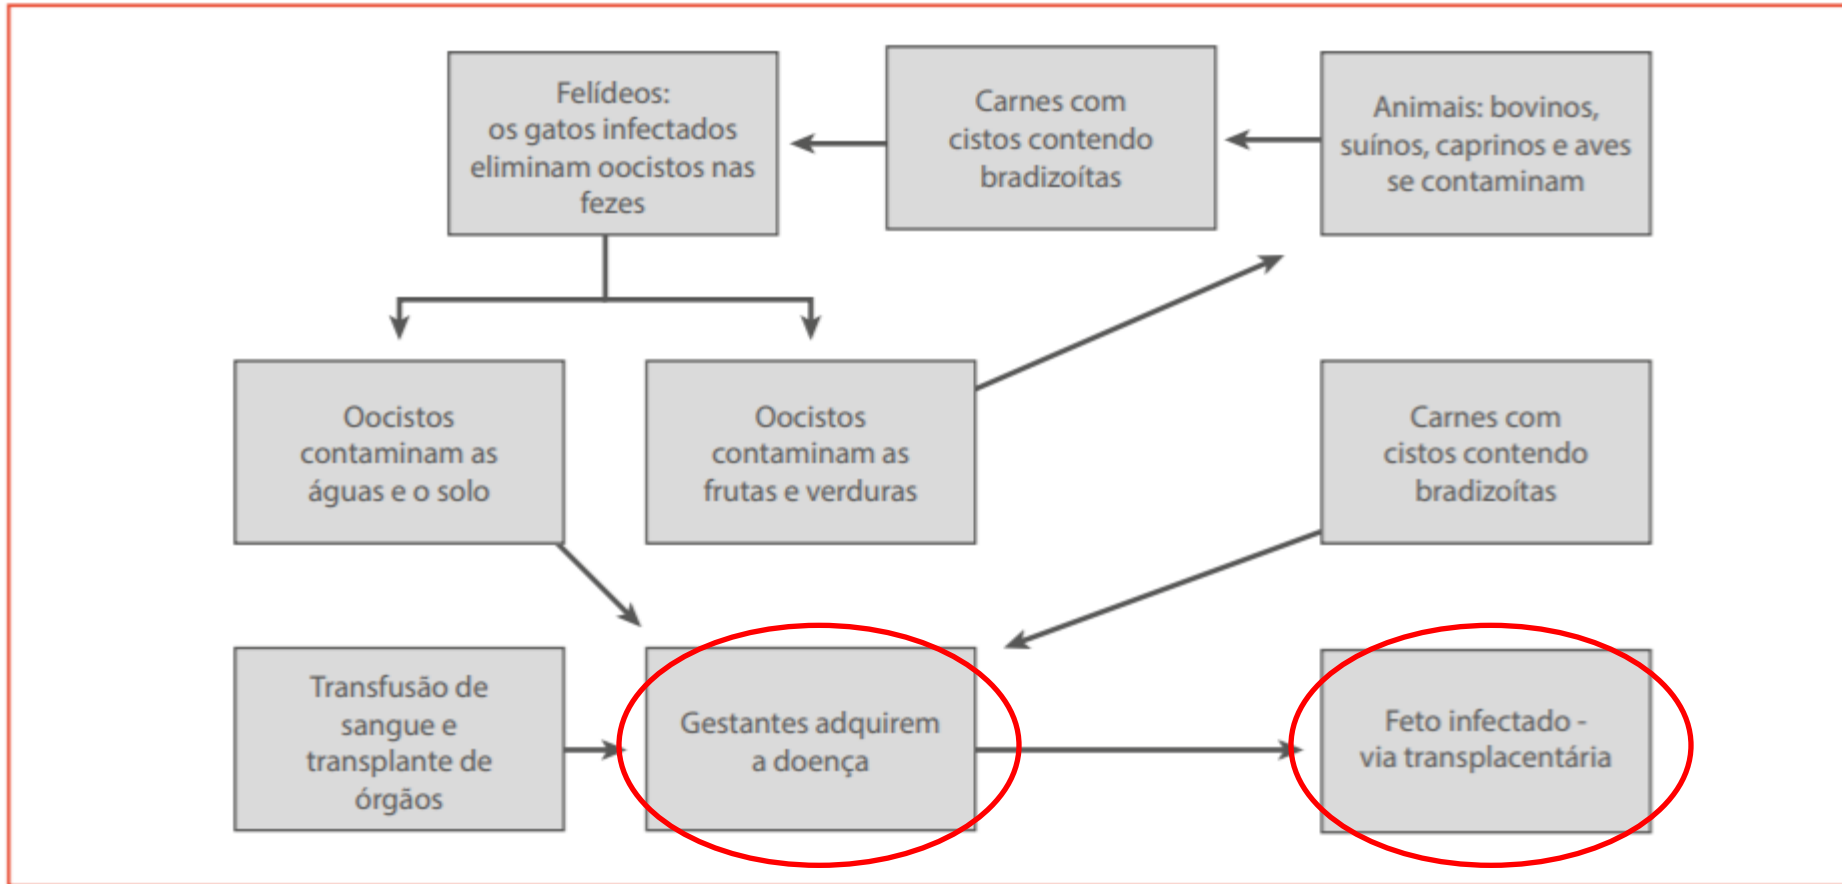 Felídeos:
os gatos infectados
eliminam oocistos nas
fezes
Carnes com
cistos contendo
bradizoítas
Animais: bovinos,
suínos, caprinos e aves
se contaminam
Oocistos
contaminam as
águas e o solo
Oocistos
contaminam as
frutas e verduras
Carnes com
cistos contendo
bradizoítas
Transfusão de
sangue e
transplante de
órgãos
Gestantes adquirem
a doença
Feto infectado -
via transplacentária